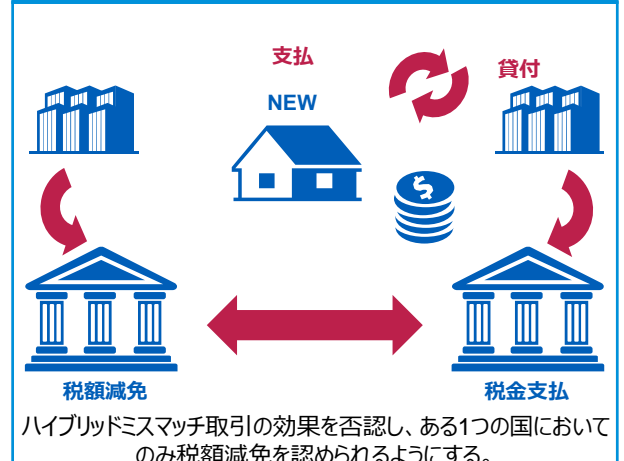 支払
貸付
NEW
税額減免
税金支払
ハイブリッドミスマッチ取引の効果を否認し、ある1つの国において
のみ税額減免を認められるようにする。